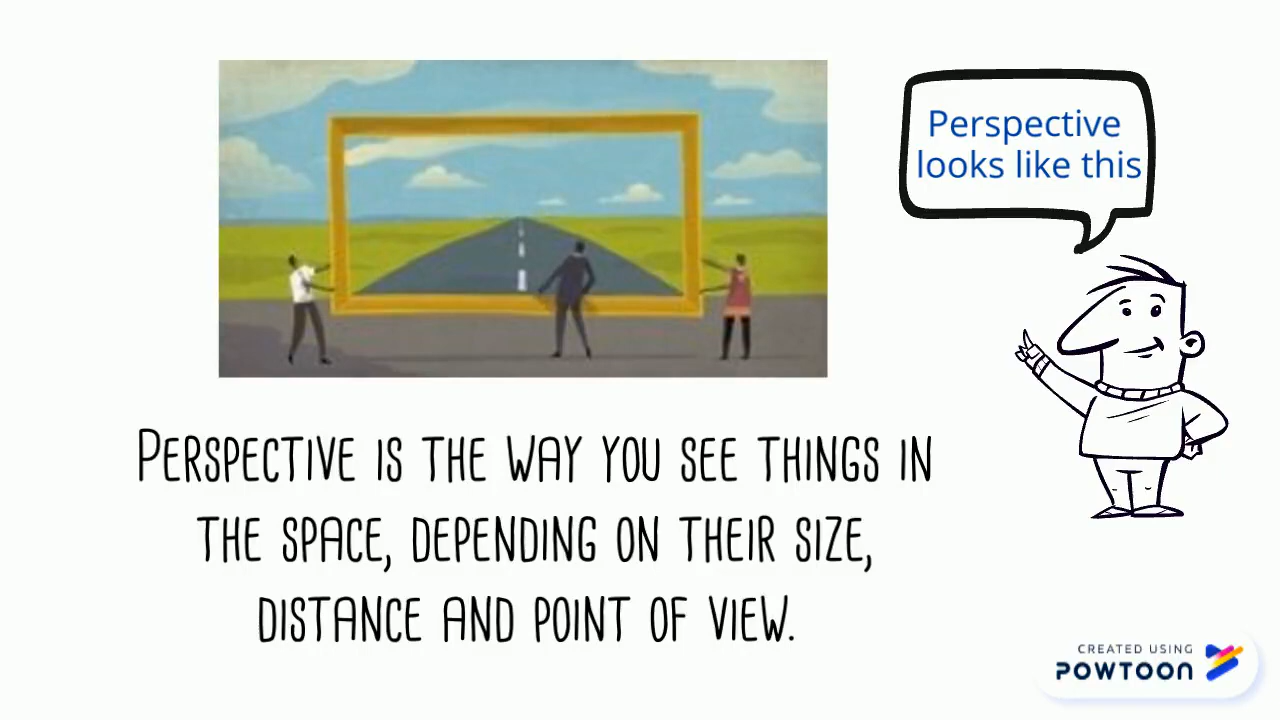 Perspective
looks like this
PERSPECTIVE IS THE WAY YOU SEE THINGS IN
THE SPACE, DEPENDING ON THEIR SIZE,
DISTANCE AND POINT OF VIEW.
CREATED USING
POWTOON